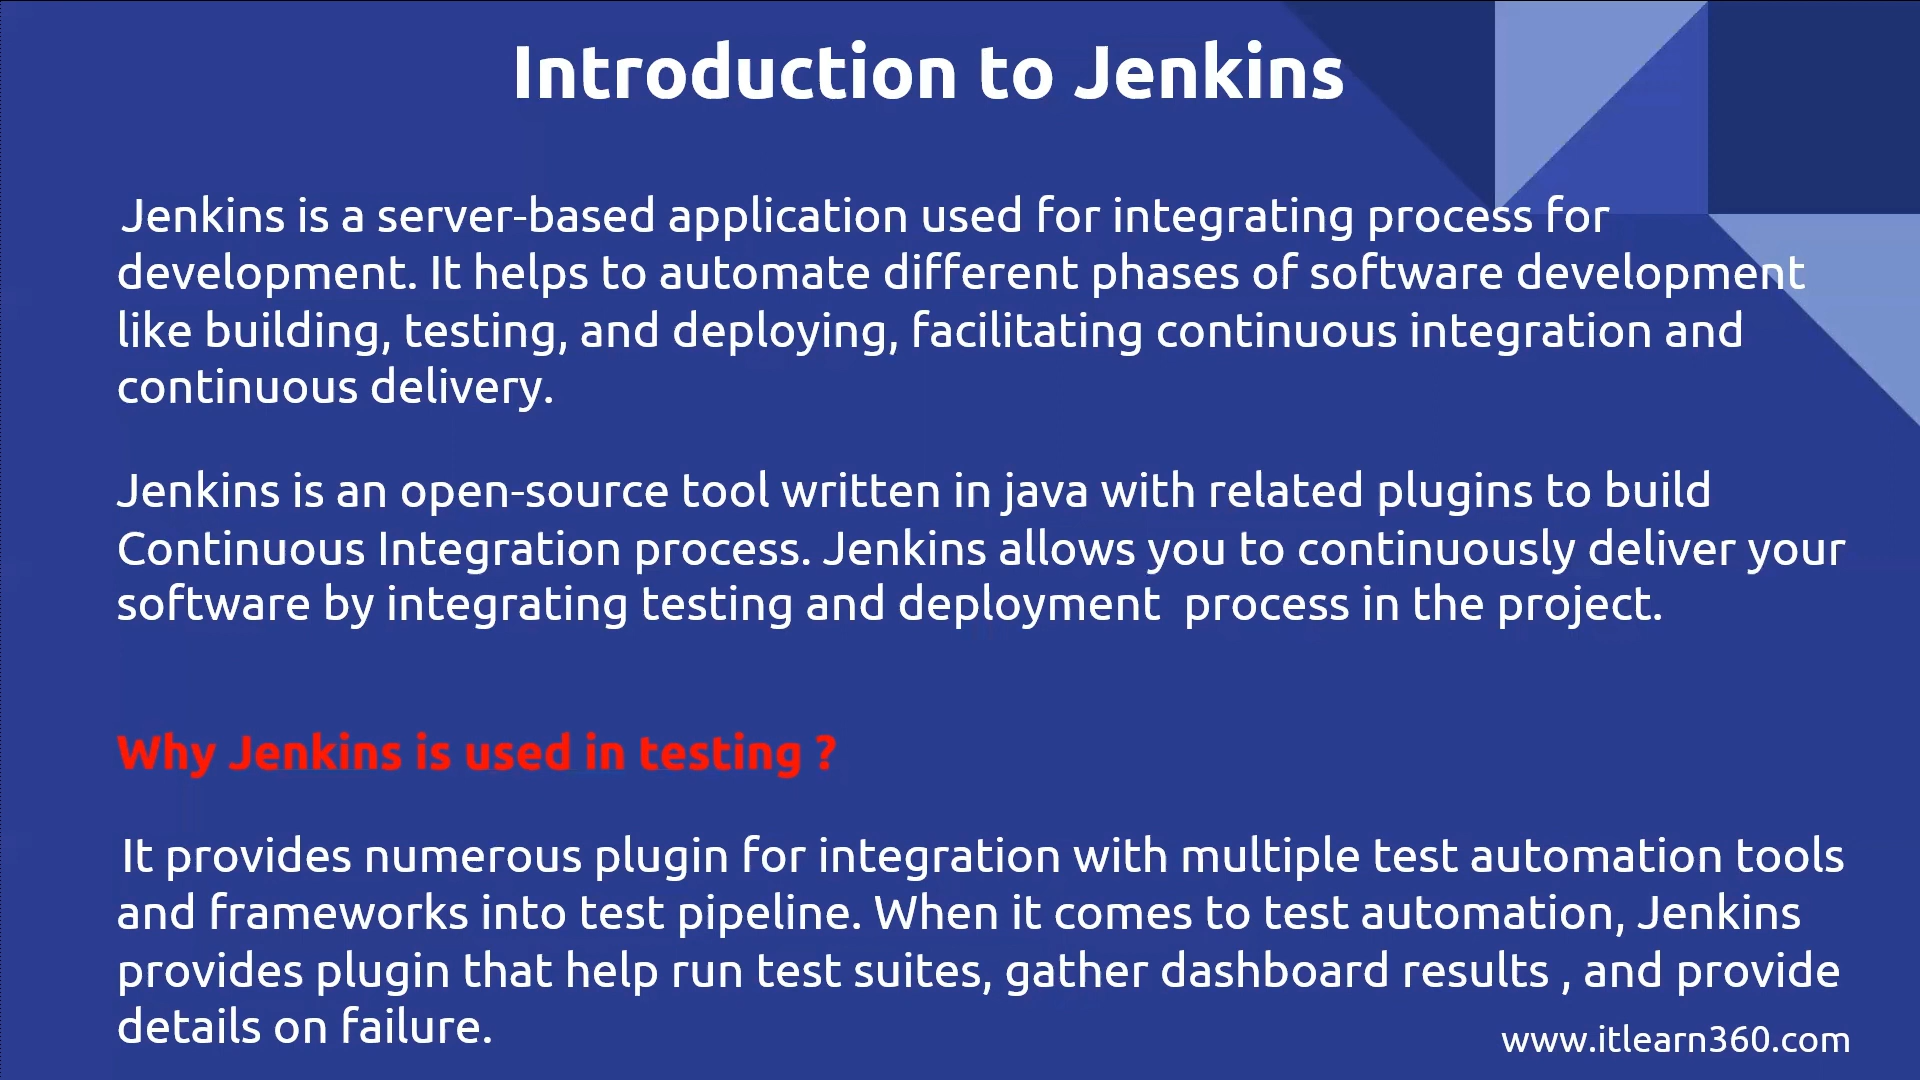 Introduction to Jenkins
Jenkins is a server-based application used for integrating process for
development. It helps to automate different phases of software development
like building, testing, and deploying, facilitating continuous integration and
continuous delivery.
Jenkins is an open-source tool written in java with related plugins to build
Continuous Integration process. Jenkins allows you to continuously deliver your
software by integrating testing and deployment  process in the project.
Why Jenkins is used in testing ?
It provides numerous plugin for integration with multiple test automation tools
and frameworks into test pipeline. When it comes to test automation, Jenkins
provides plugin that help run test suites, gather dashboard results , and provide
details on failure.
www.itlearn360.com